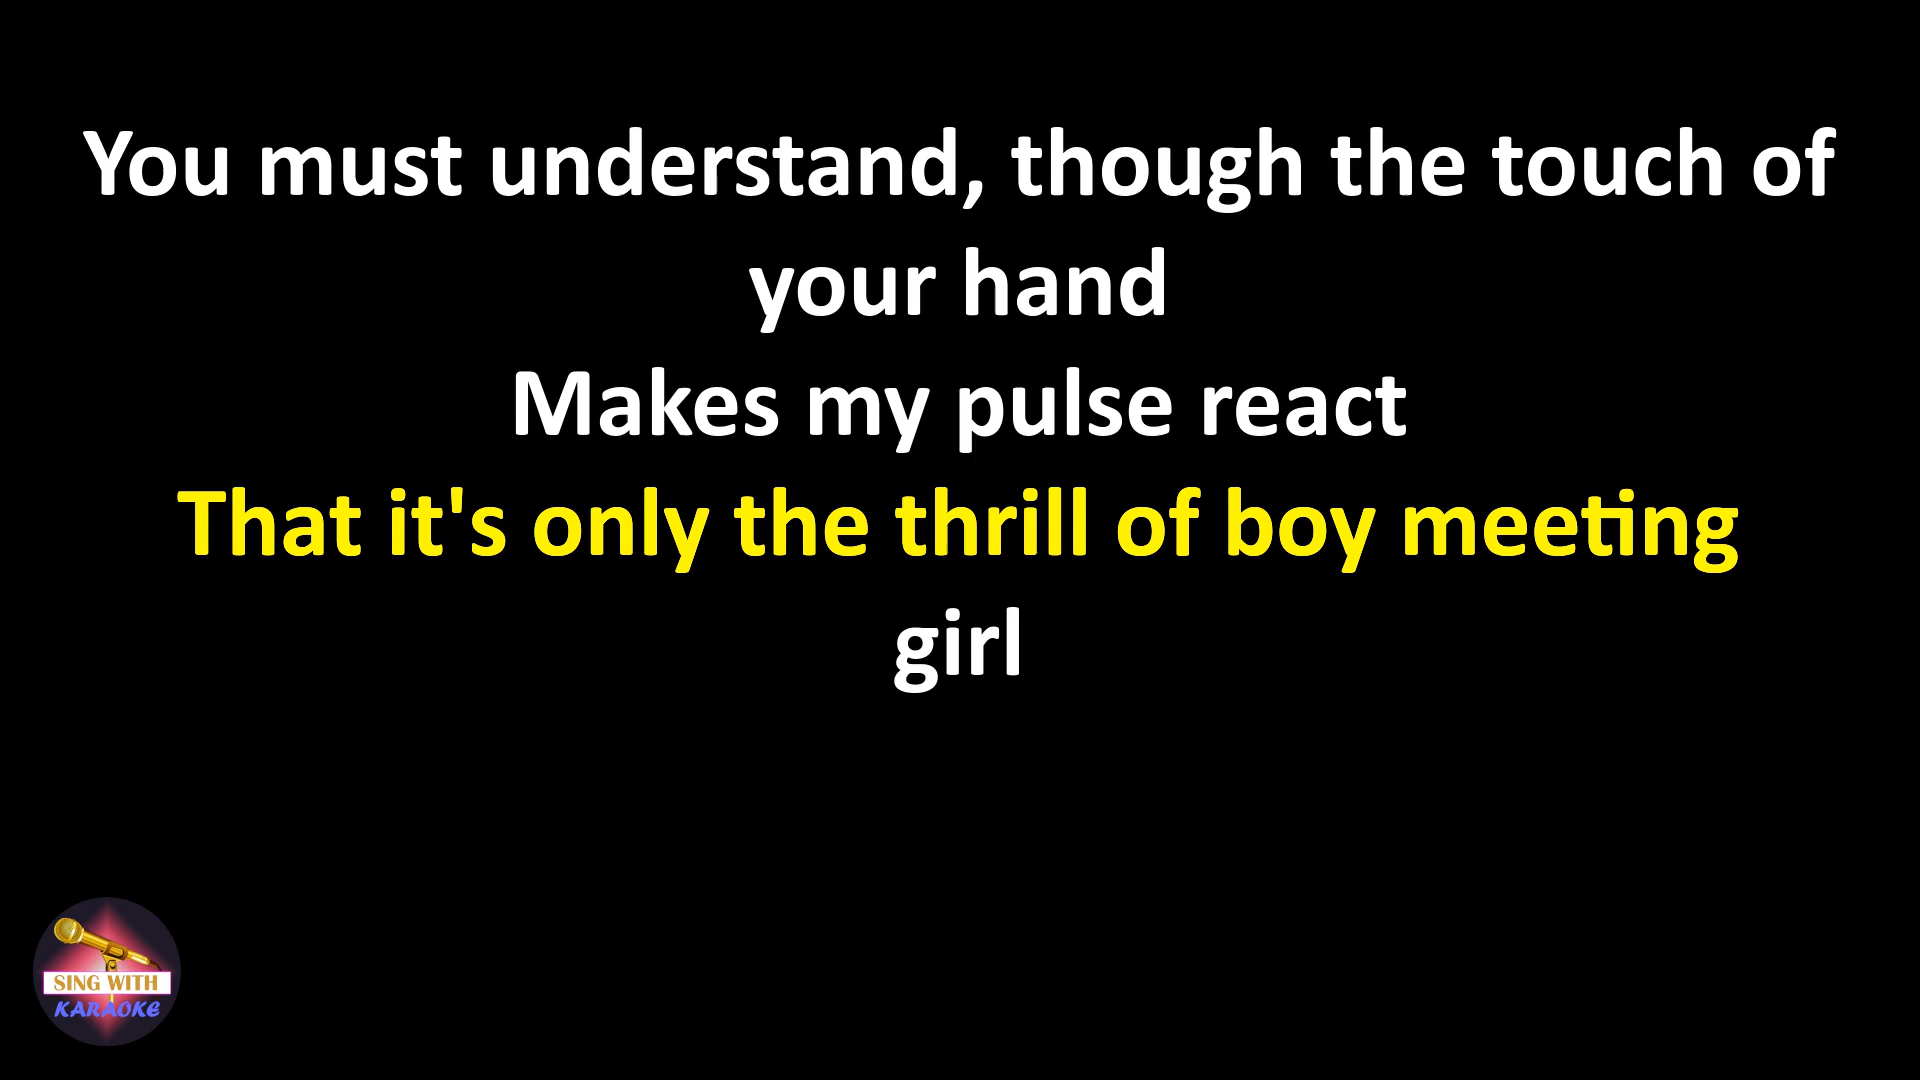 You must understand, though the touch of
your hand
Makes my pulse react
That it's only the thrill of boy meeting
girl
SING WITH
KARAOKE